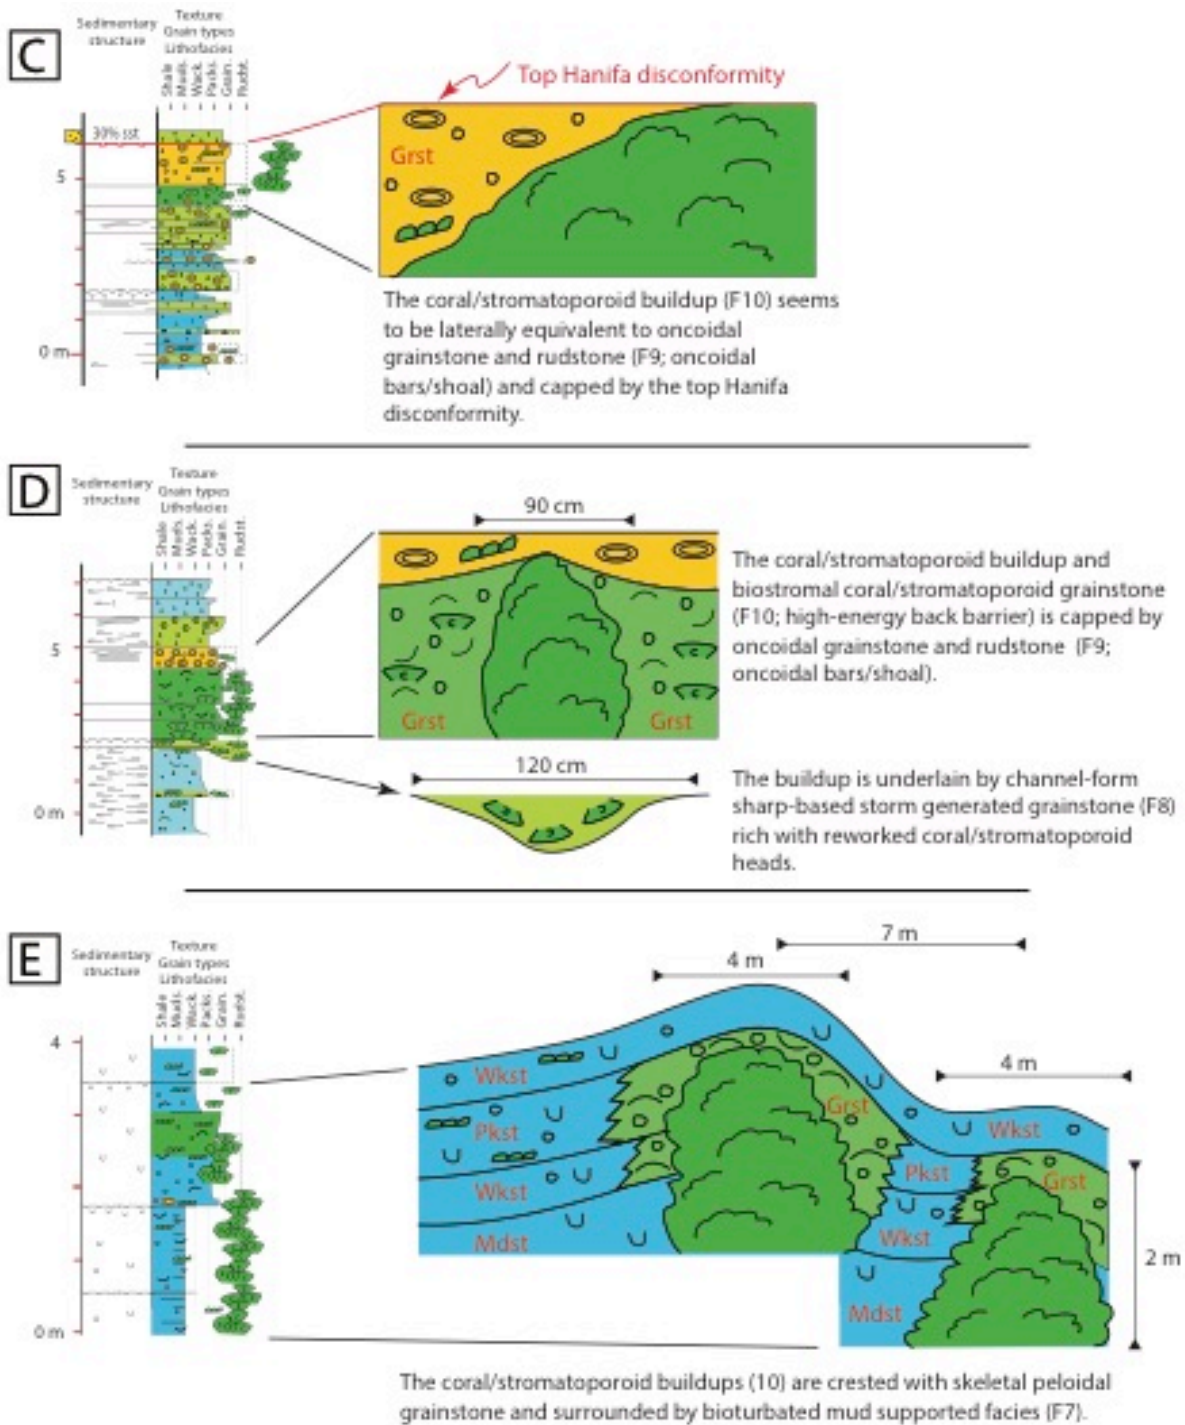 C
Sedimentary
structure
Texture
Grain types
Lithofacies
Shale
Muds.
Wack.
Packs.
Grain.
Rudst.
30% sst.
5
0 m
Top Hanifa disconformity
Grst
The coral/stromatoporoid buildup (F10) seems
to be laterally equivalent to oncoidal
grainstone and rudstone (F9; oncoidal
bars/shoal) and capped by the top Hanifa
disconformity.
D
Sedimentary
structure
Texture
Grain types
Lithofacies
Shale
Muds.
Wack.
Packs.
Grain.
Rudst.
5
0 m
90 cm
Grst
Grst
The coral/stromatoporoid buildup and
biostromal coral/stromatoporoid grainstone
(F10; high-energy back barrier) is capped by
oncoidal grainstone and rudstone (F9;
oncoidal bars/shoal).
120 cm
The buildup is underlain by channel-form
sharp-based storm generated grainstone (F8)
rich with reworked coral/stromatoporoid
heads.
E
Sedimentary
structure
Texture
Grain types
Lithofacies
Shale
Muds.
Wack.
Packs.
Grain.
Rudst.
4
0 m
7 m
4 m
4 m
Wkst
Pkst
Wkst
Mdst
Grst
Wkst
Pkst
Grst
Wkst
Mdst
2 m
The coral/stromatoporoid buildups (10) are crested with skeletal peloidal
grainstone and surrounded by bioturbated mud supported facies (F7).